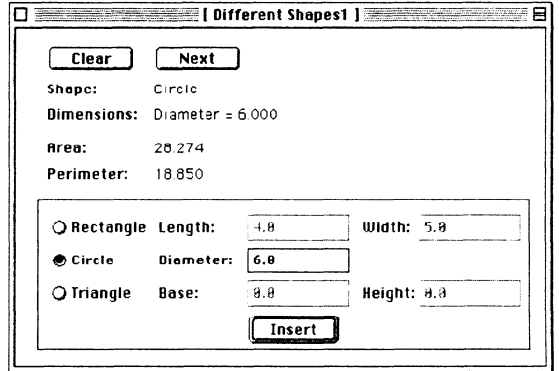 [ Different Shapes1 ]
Clear Next
Shape: Circle
Dimensions: Diameter = 6.000
Area: 28.274
Perimeter: 18.850
Rectangle Length: 4.0 Width: 5.0
Circle Diameter: 6.0
Triangle Base: 0.0 Height: 0.0
Insert